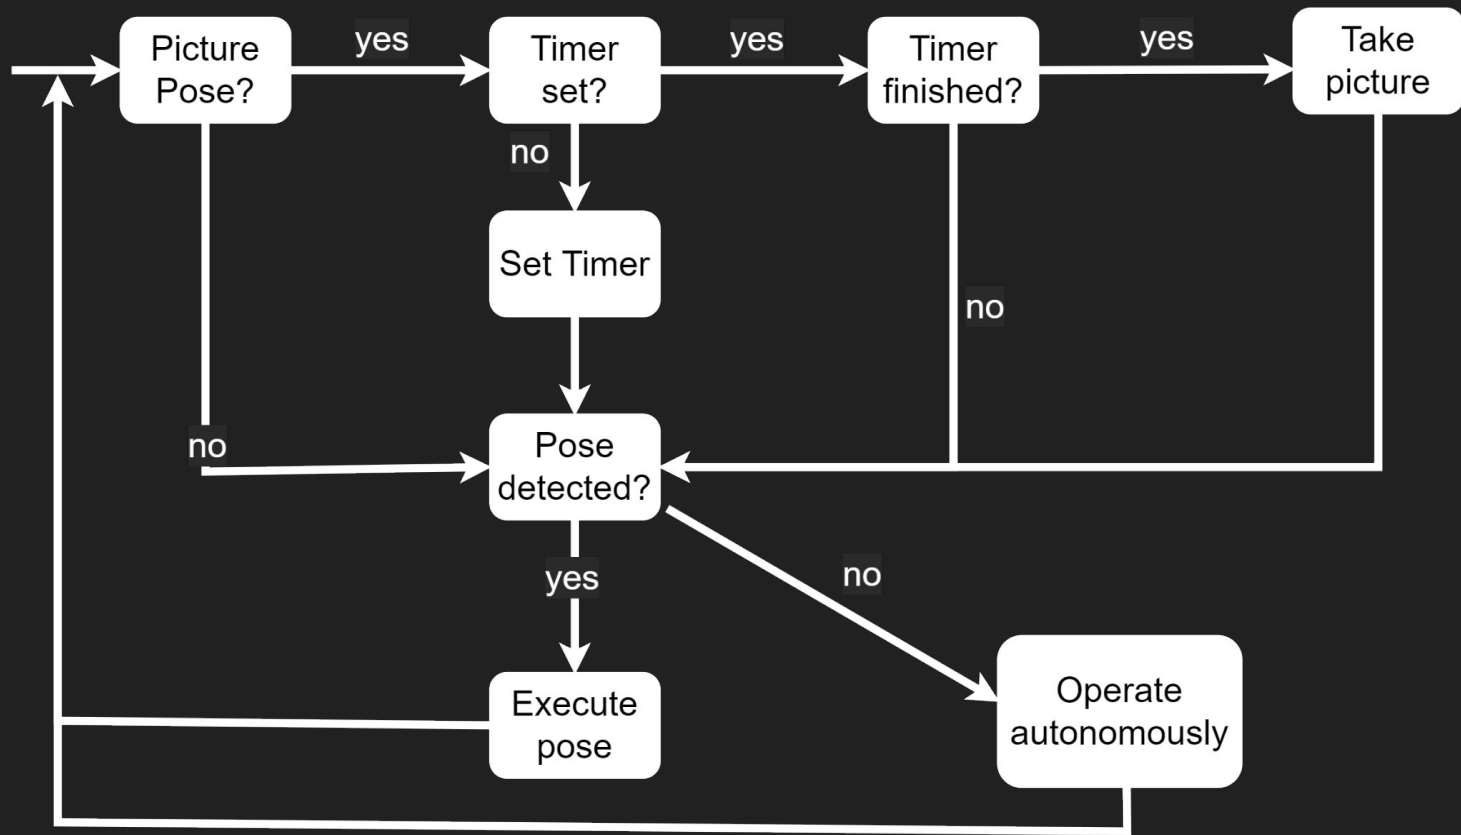 Picture
Pose?
yes
Timer
set?
yes
Timer
finished?
yes
Take
picture
no
Set Timer
no
no
Pose
detected?
yes
no
Execute
pose
Operate
autonomously